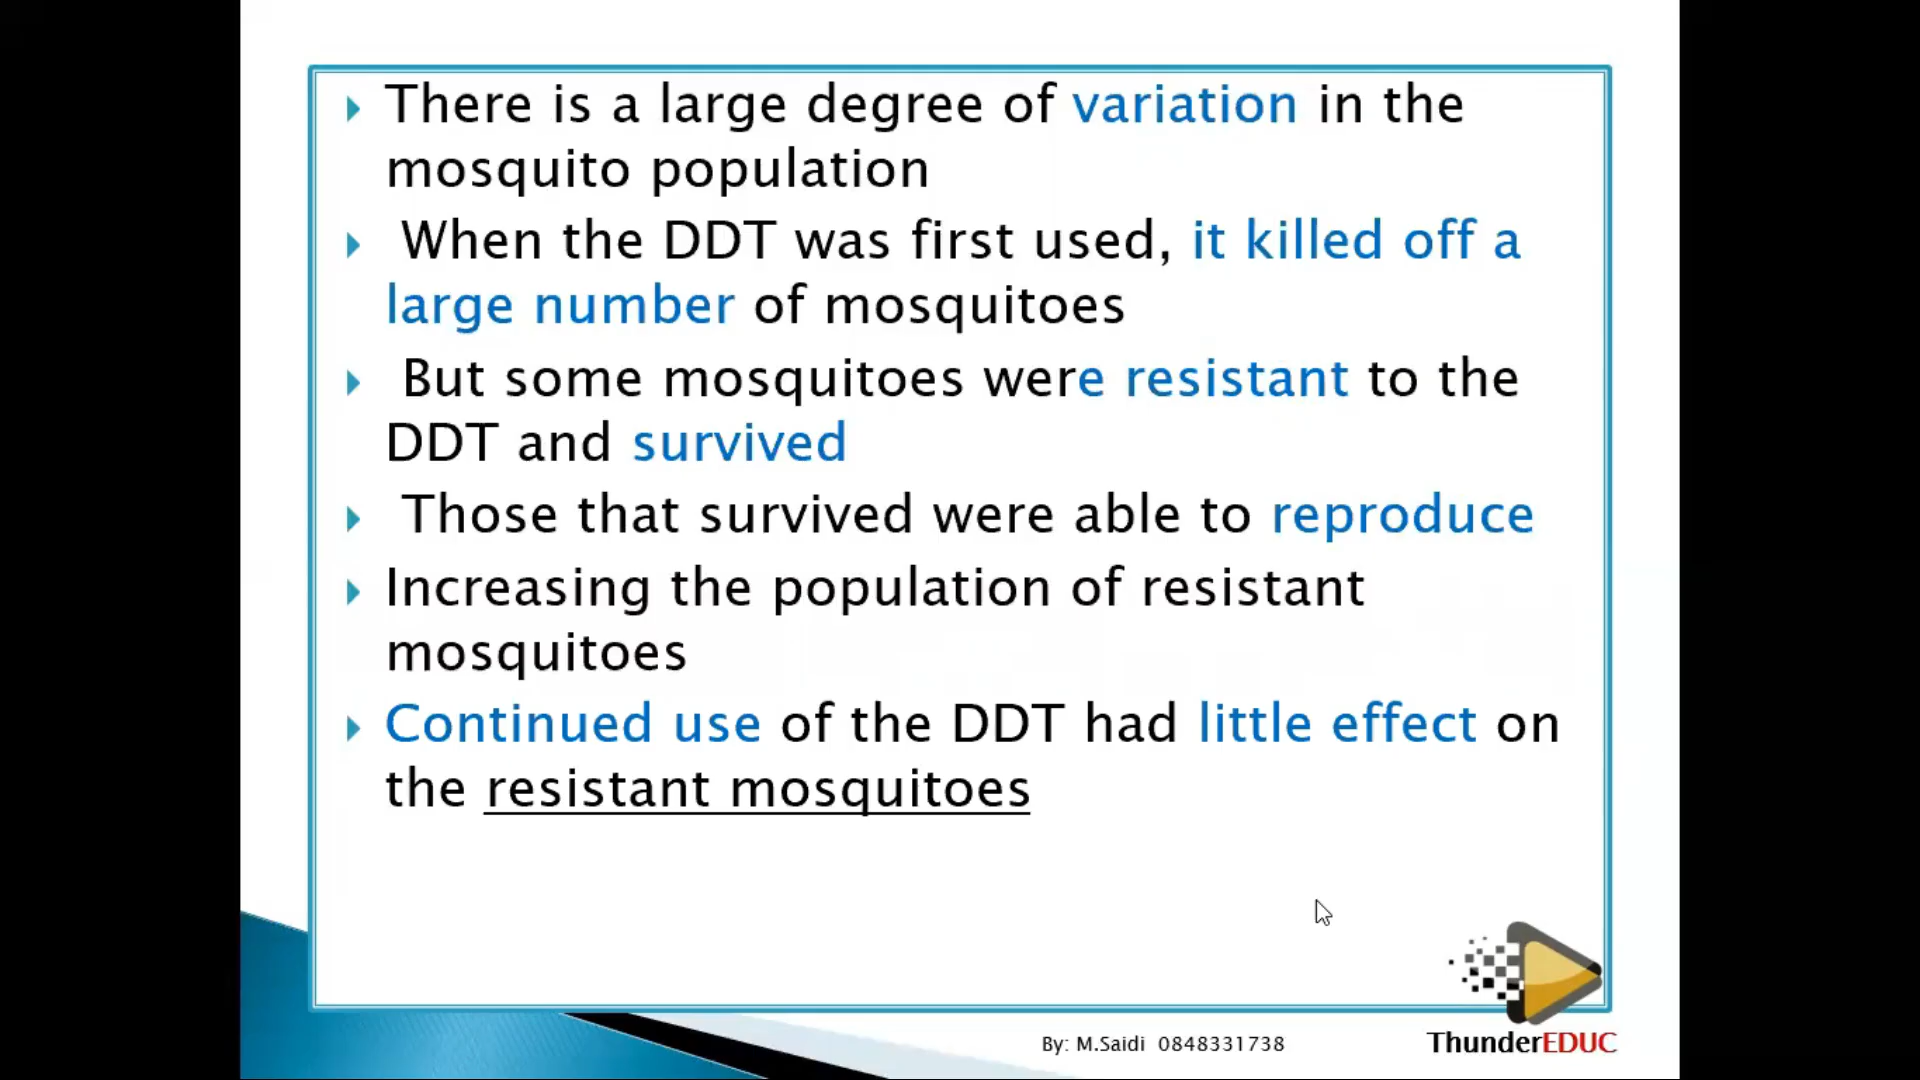 There is a large degree of variation in the
mosquito population
When the DDT was first used, it killed off a
large number of mosquitoes
But some mosquitoes were resistant to the
DDT and survived
Those that survived were able to reproduce
Increasing the population of resistant
mosquitoes
Continued use of the DDT had little effect on
the resistant mosquitoes
By: M.Saidi 0848331738
ThunderEDUC